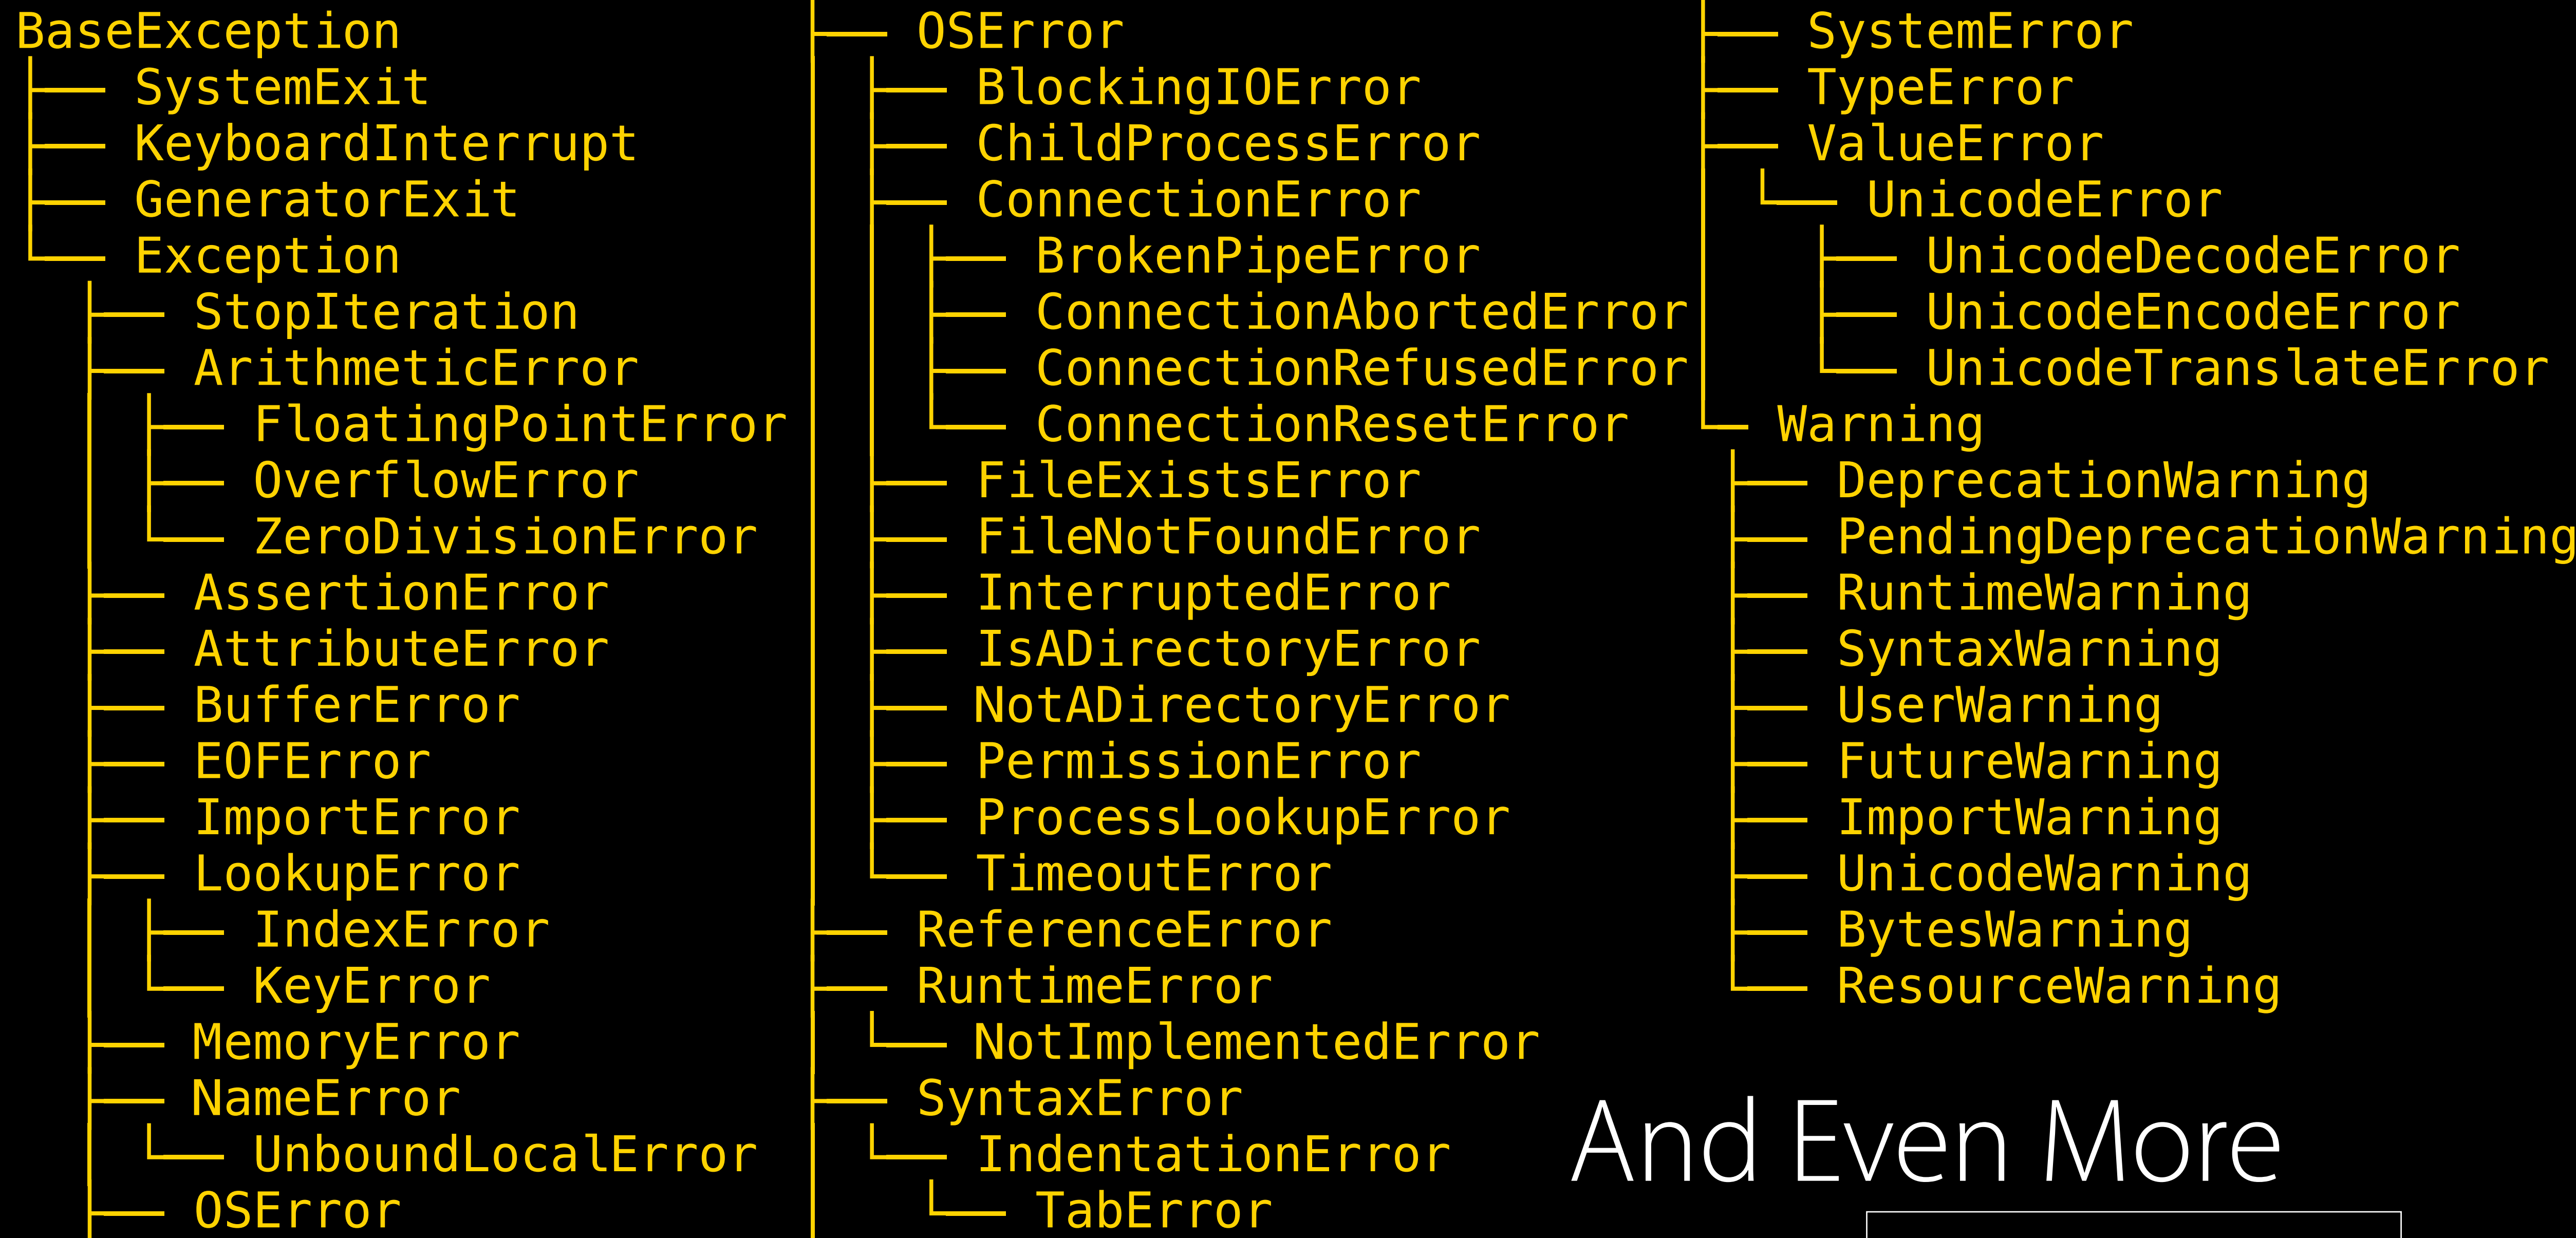 BaseException
SystemExit
KeyboardInterrupt
GeneratorExit
Exception
StopIteration
ArithmeticError
FloatingPointError
OverflowError
ZeroDivisionError
AssertionError
AttributeError
BufferError
EOFError
ImportError
LookupError
IndexError
KeyError
MemoryError
NameError
UnboundLocalError
OSError
OSError
BlockingIOError
ChildProcessError
ConnectionError
BrokenPipeError
ConnectionAbortedError
ConnectionRefusedError
ConnectionResetError
FileExistsError
FileNotFoundError
InterruptedError
IsADirectoryError
NotADirectoryError
PermissionError
ProcessLookupError
TimeoutError
ReferenceError
RuntimeError
NotImplementedError
SyntaxError
IndentationError
TabError
SystemError
TypeError
ValueError
UnicodeError
UnicodeDecodeError
UnicodeEncodeError
UnicodeTranslateError
Warning
DeprecationWarning
PendingDeprecationWarning
RuntimeWarning
SyntaxWarning
UserWarning
FutureWarning
ImportWarning
UnicodeWarning
BytesWarning
ResourceWarning
And Even More